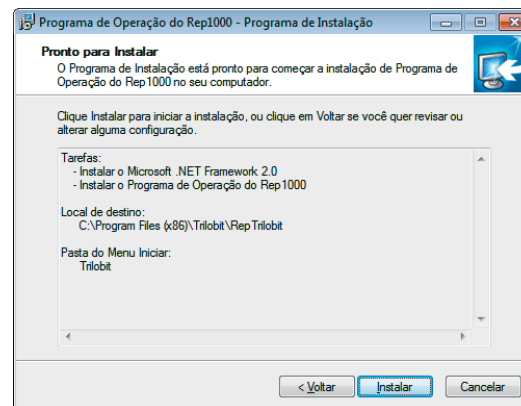 Programa de Operação do Rep1000 - Programa de Instalação
Pronto para Instalar
O Programa de Instalação está pronto para começar a instalação de Programa de
Operação do Rep1000 no seu computador.
Clique Instalar para iniciar a instalação, ou clique em Voltar se você quer revisar ou
alterar alguma configuração.
Tarefas:
- Instalar o Microsoft .NET Framework 2.0
- Instalar o Programa de Operação do Rep1000
Local de destino:
C:\Program Files (x86)\Trilobit\RepTrilobit
Pasta do Menu Iniciar:
Trilobit
< Voltar
Instalar
Cancelar